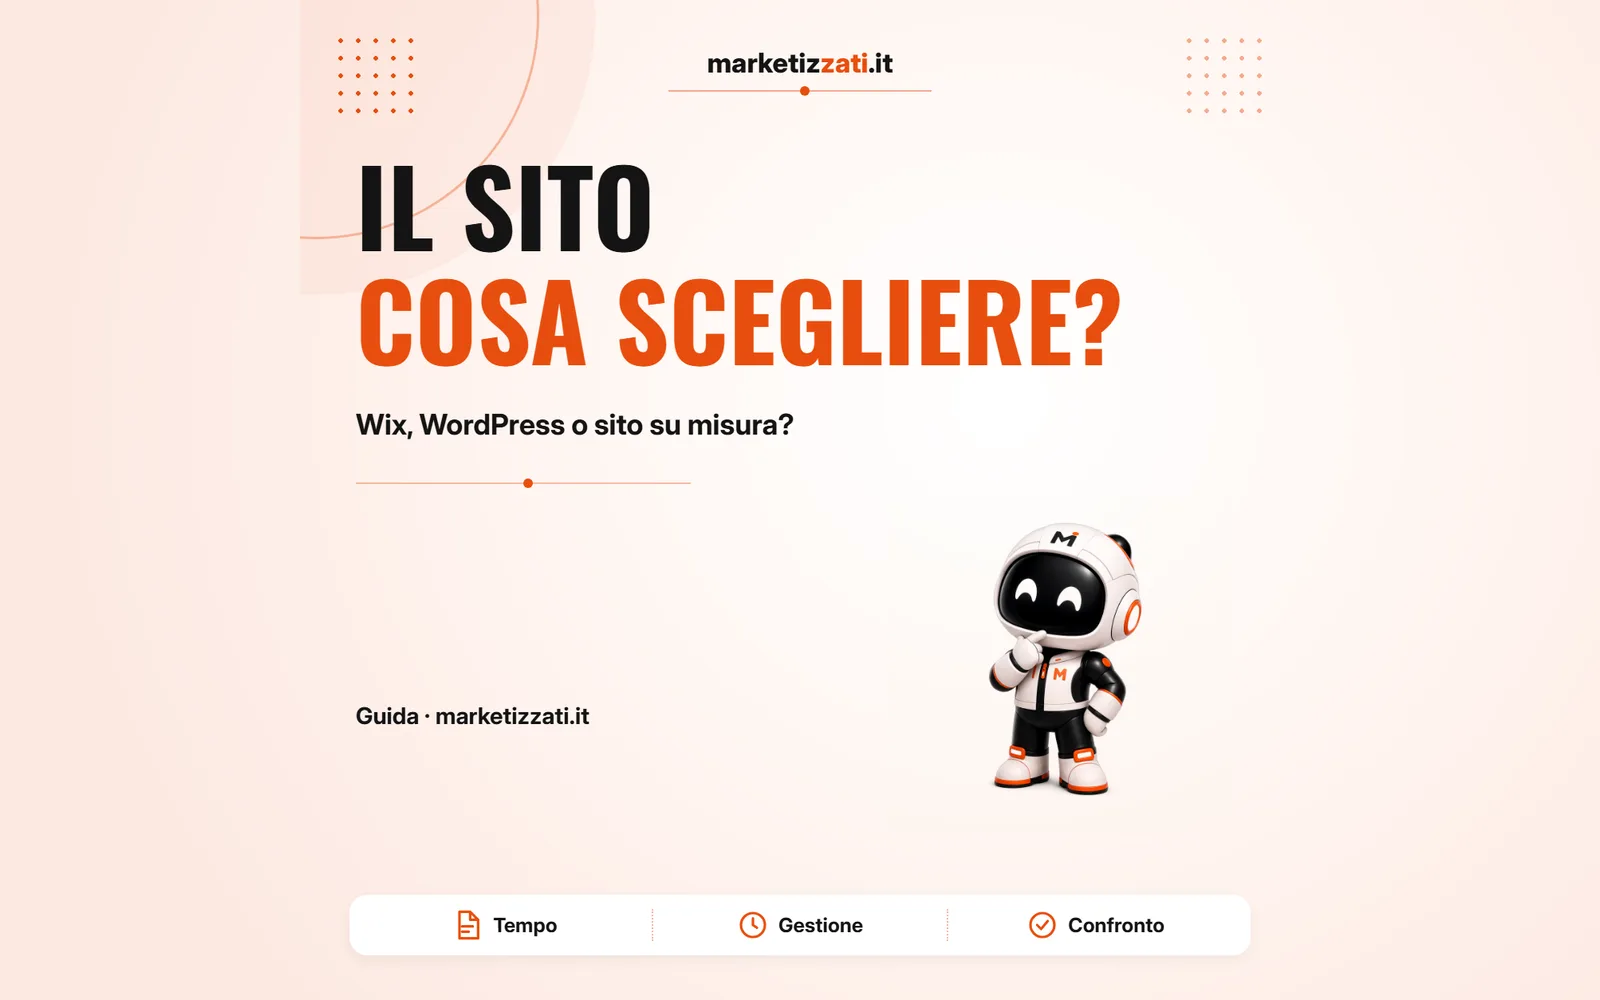 marketizzati.it
IL SITO
COSA SCEGLIERE?
Wix, WordPress o sito su misura?
M
M
Guida · marketizzati.it
Tempo
Gestione
Confronto